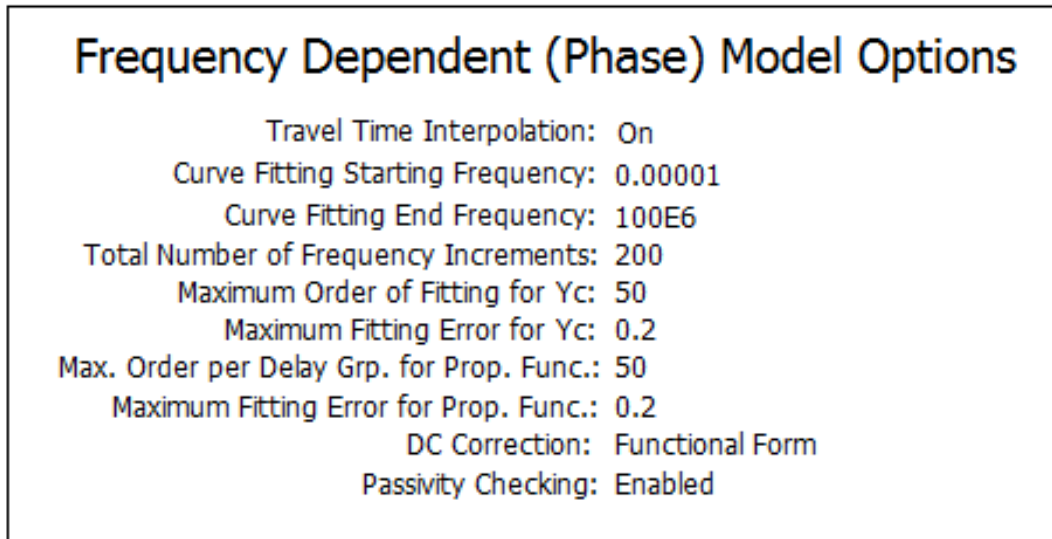 Frequency Dependent (Phase) Model Options
Travel Time Interpolation: On
Curve Fitting Starting Frequency: 0.00001
Curve Fitting End Frequency: 100E6
Total Number of Frequency Increments: 200
Maximum Order of Fitting for Yc: 50
Maximum Fitting Error for Yc: 0.2
Max. Order per Delay Grp. for Prop. Func.: 50
Maximum Fitting Error for Prop. Func.: 0.2
DC Correction: Functional Form
Passivity Checking: Enabled